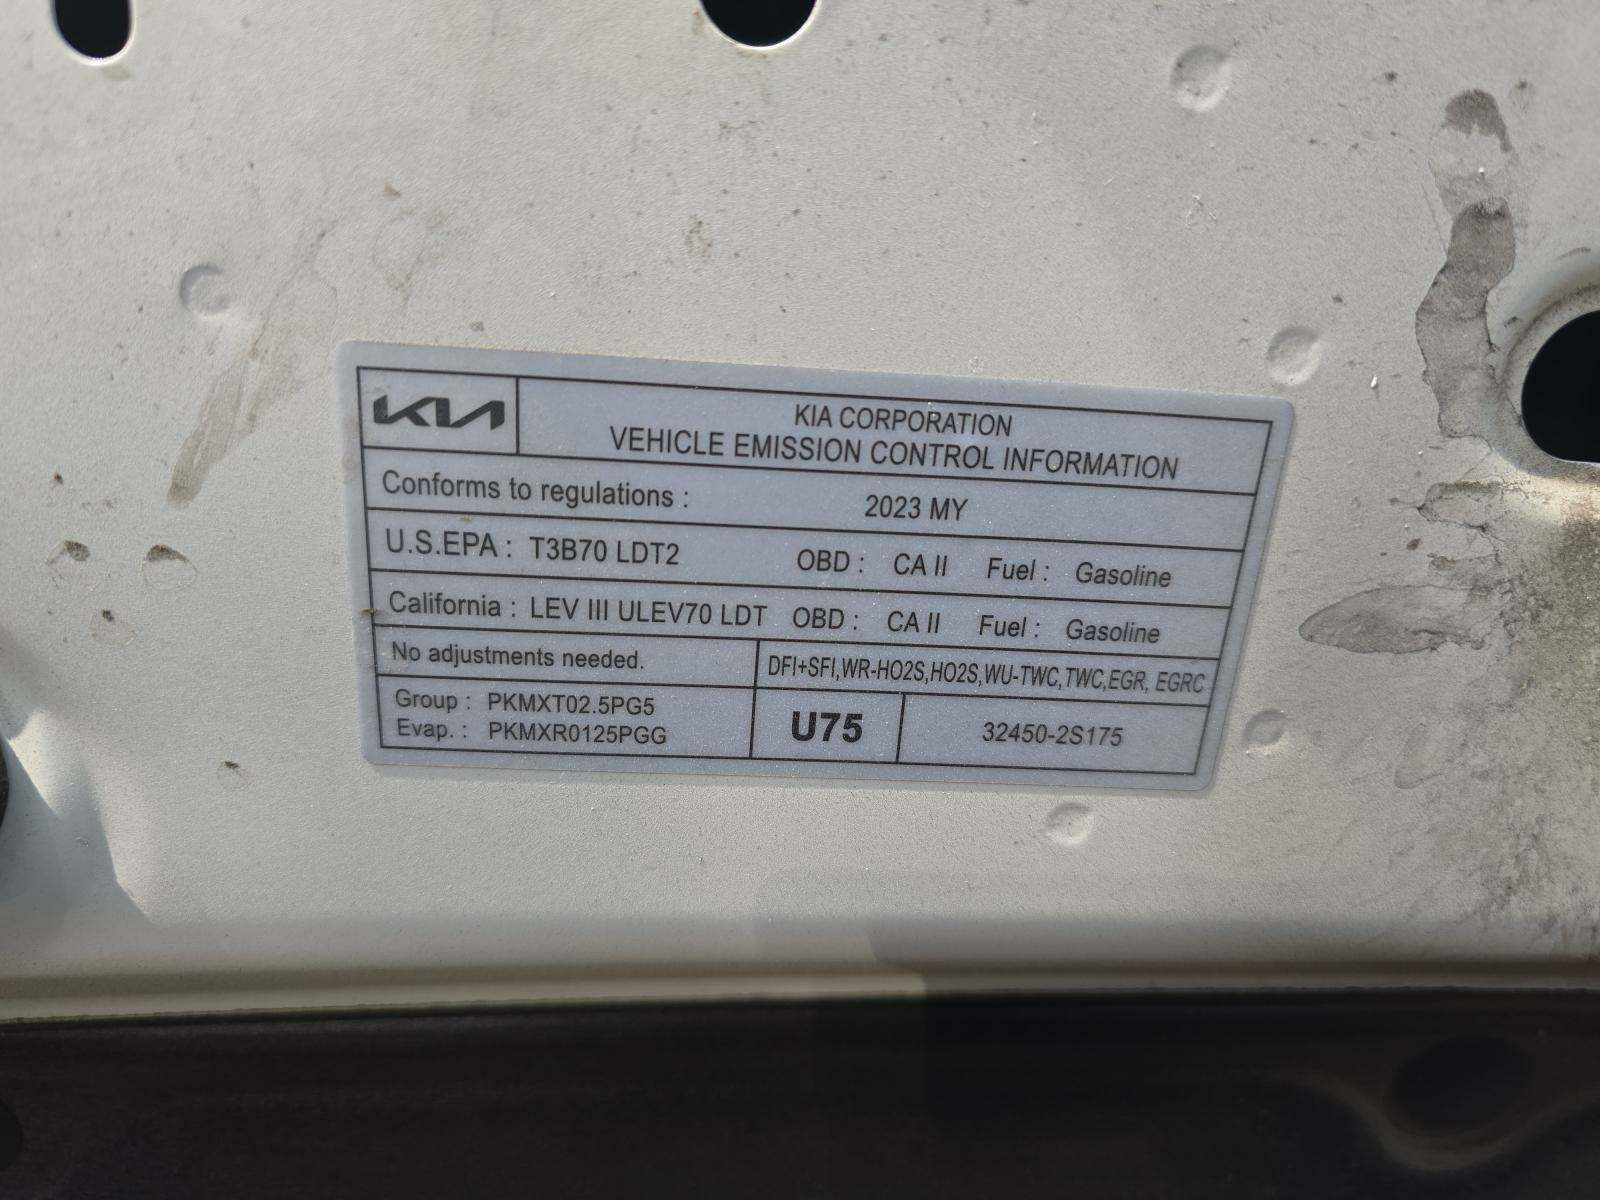 KIA
KIA CORPORATION
VEHICLE EMISSION CONTROL INFORMATION
Conforms to regulations : 2023 MY
U.S.EPA : T3B70 LDT2 OBD : CA II Fuel : Gasoline
California : LEV III ULEV70 LDT OBD : CA II Fuel : Gasoline
No adjustments needed.
DFI+SFI,WR-HO2S,HO2S,WU-TWC,TWC,EGR, EGRC
Group : PKMXT02.5PG5
Evap. : PKMXR0125PGG
U75
32450-2S175